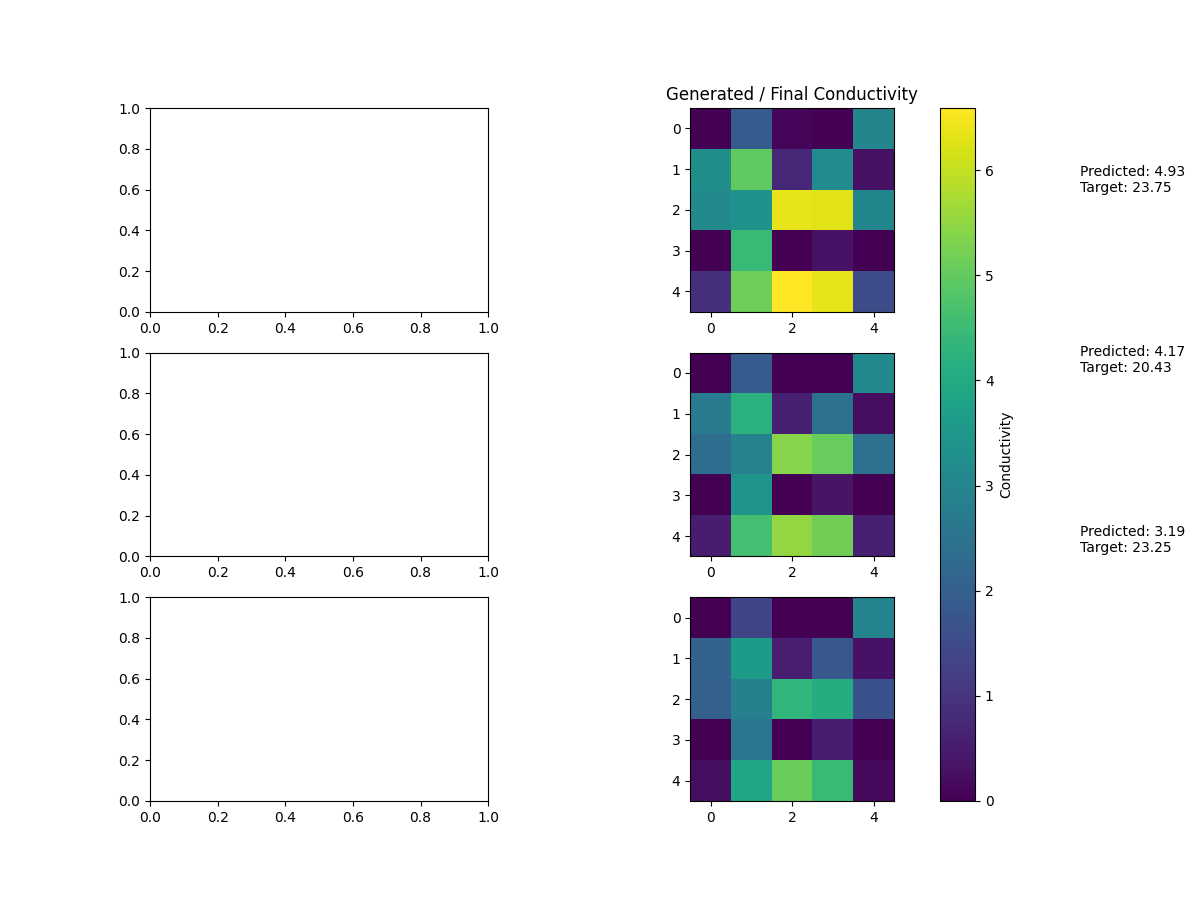 Generated / Final Conductivity
1.0
0.8
0.6
0.4
0.2
0.0
0.0 0.2 0.4 0.6 0.8 1.0
0
1
2
3
4
0 2 4
1.0
0.8
0.6
0.4
0.2
0.0
0.0 0.2 0.4 0.6 0.8 1.0
0
1
2
3
4
0 2 4
1.0
0.8
0.6
0.4
0.2
0.0
0.0 0.2 0.4 0.6 0.8 1.0
0
1
2
3
4
0 2 4
6
5
4
3
2
1
0
Conductivity
Predicted: 4.93
Target: 23.75
Predicted: 4.17
Target: 20.43
Predicted: 3.19
Target: 23.25